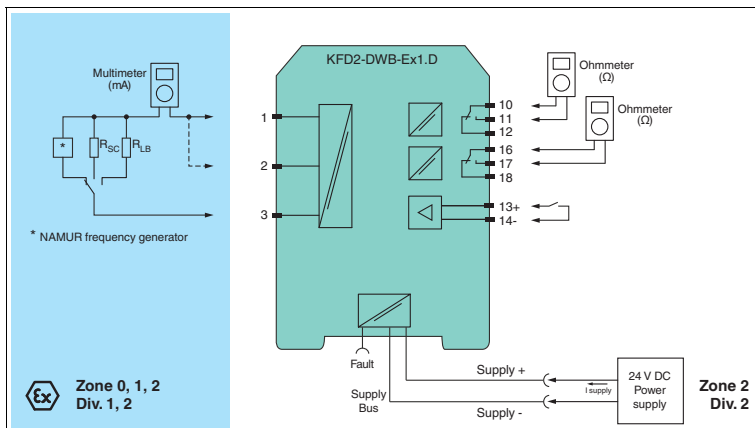 KFD2-DWB-Ex1.D
Multimeter
(mA)
Ohmmeter
(Ω)
Ohmmeter
(Ω)
1
2
3
10
11
12
16
17
18
13+
14-
*
RSC
RLB
* NAMUR frequency generator
Fault
Supply
Bus
Supply +
Supply -
I supply
24 V DC
Power
supply
Ex
Zone 0, 1, 2
Div. 1, 2
Zone 2
Div. 2